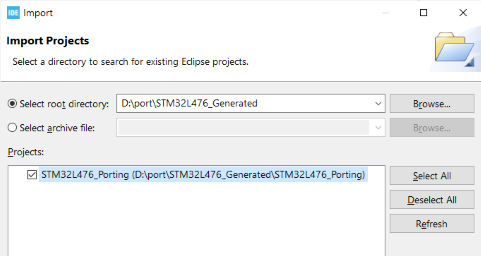 IDE Import
Import Projects
Select a directory to search for existing Eclipse projects.
Select root directory: D:\port\STM32L476_Generated Browse...
Select archive file: Browse...
Projects:
STM32L476_Porting (D:\port\STM32L476_Generated\STM32L476_Porting) Select All
Deselect All
Refresh